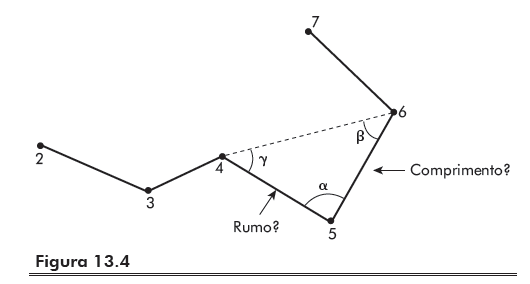 7
6
β
2
4
γ
Comprimento?
α
3
Rumo?
5
Figura 13.4